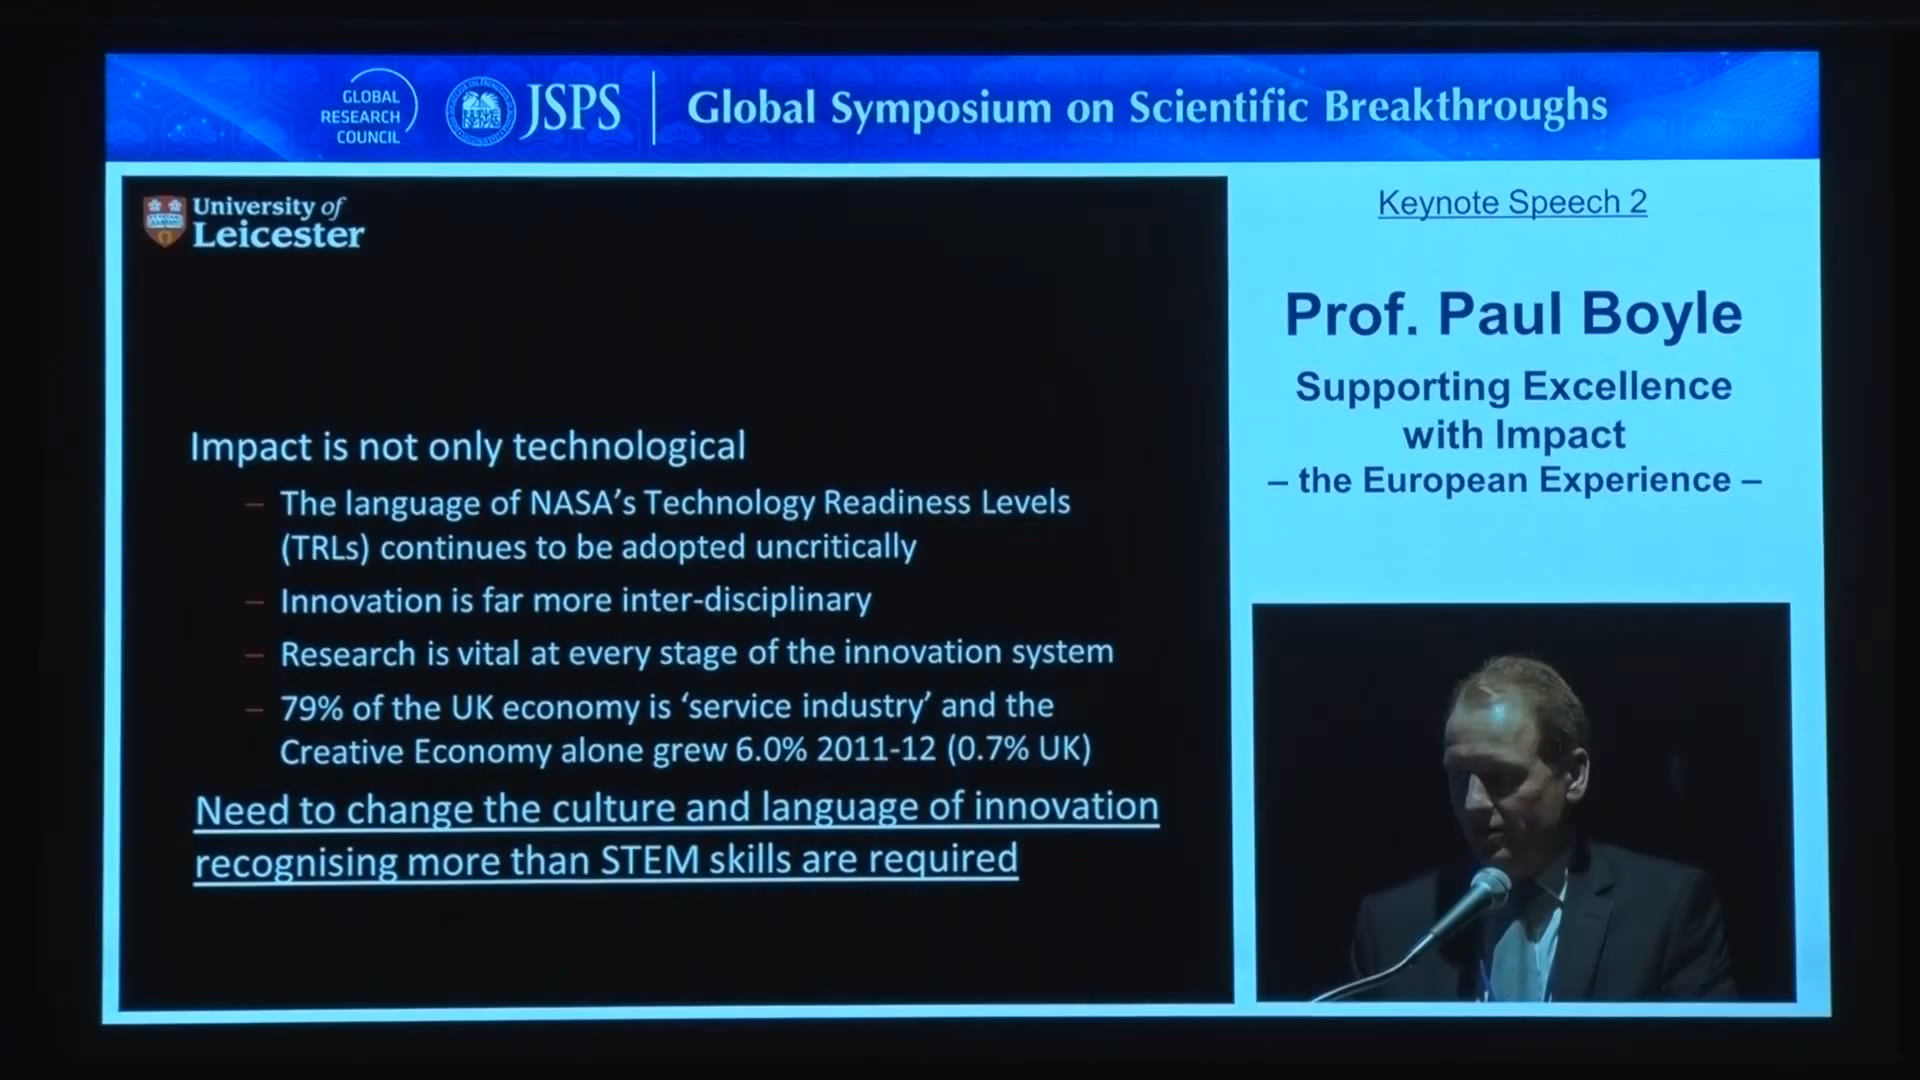 GLOBAL
RESEARCH
COUNCIL
JSPS
Global Symposium on Scientific Breakthroughs
University of
Leicester
Impact is not only technological
– The language of NASA's Technology Readiness Levels
(TRLs) continues to be adopted uncritically
– Innovation is far more inter-disciplinary
– Research is vital at every stage of the innovation system
– 79% of the UK economy is ‘service industry’ and the
Creative Economy alone grew 6.0% 2011-12 (0.7% UK)
Need to change the culture and language of innovation
recognising more than STEM skills are required
Keynote Speech 2
Prof. Paul Boyle
Supporting Excellence
with Impact
– the European Experience –